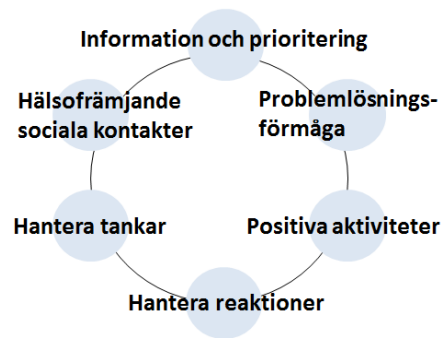 Information och prioritering
Problemlösnings-
förmåga
Positiva aktiviteter
Hantera reaktioner
Hantera tankar
Hälsofrämjande
sociala kontakter